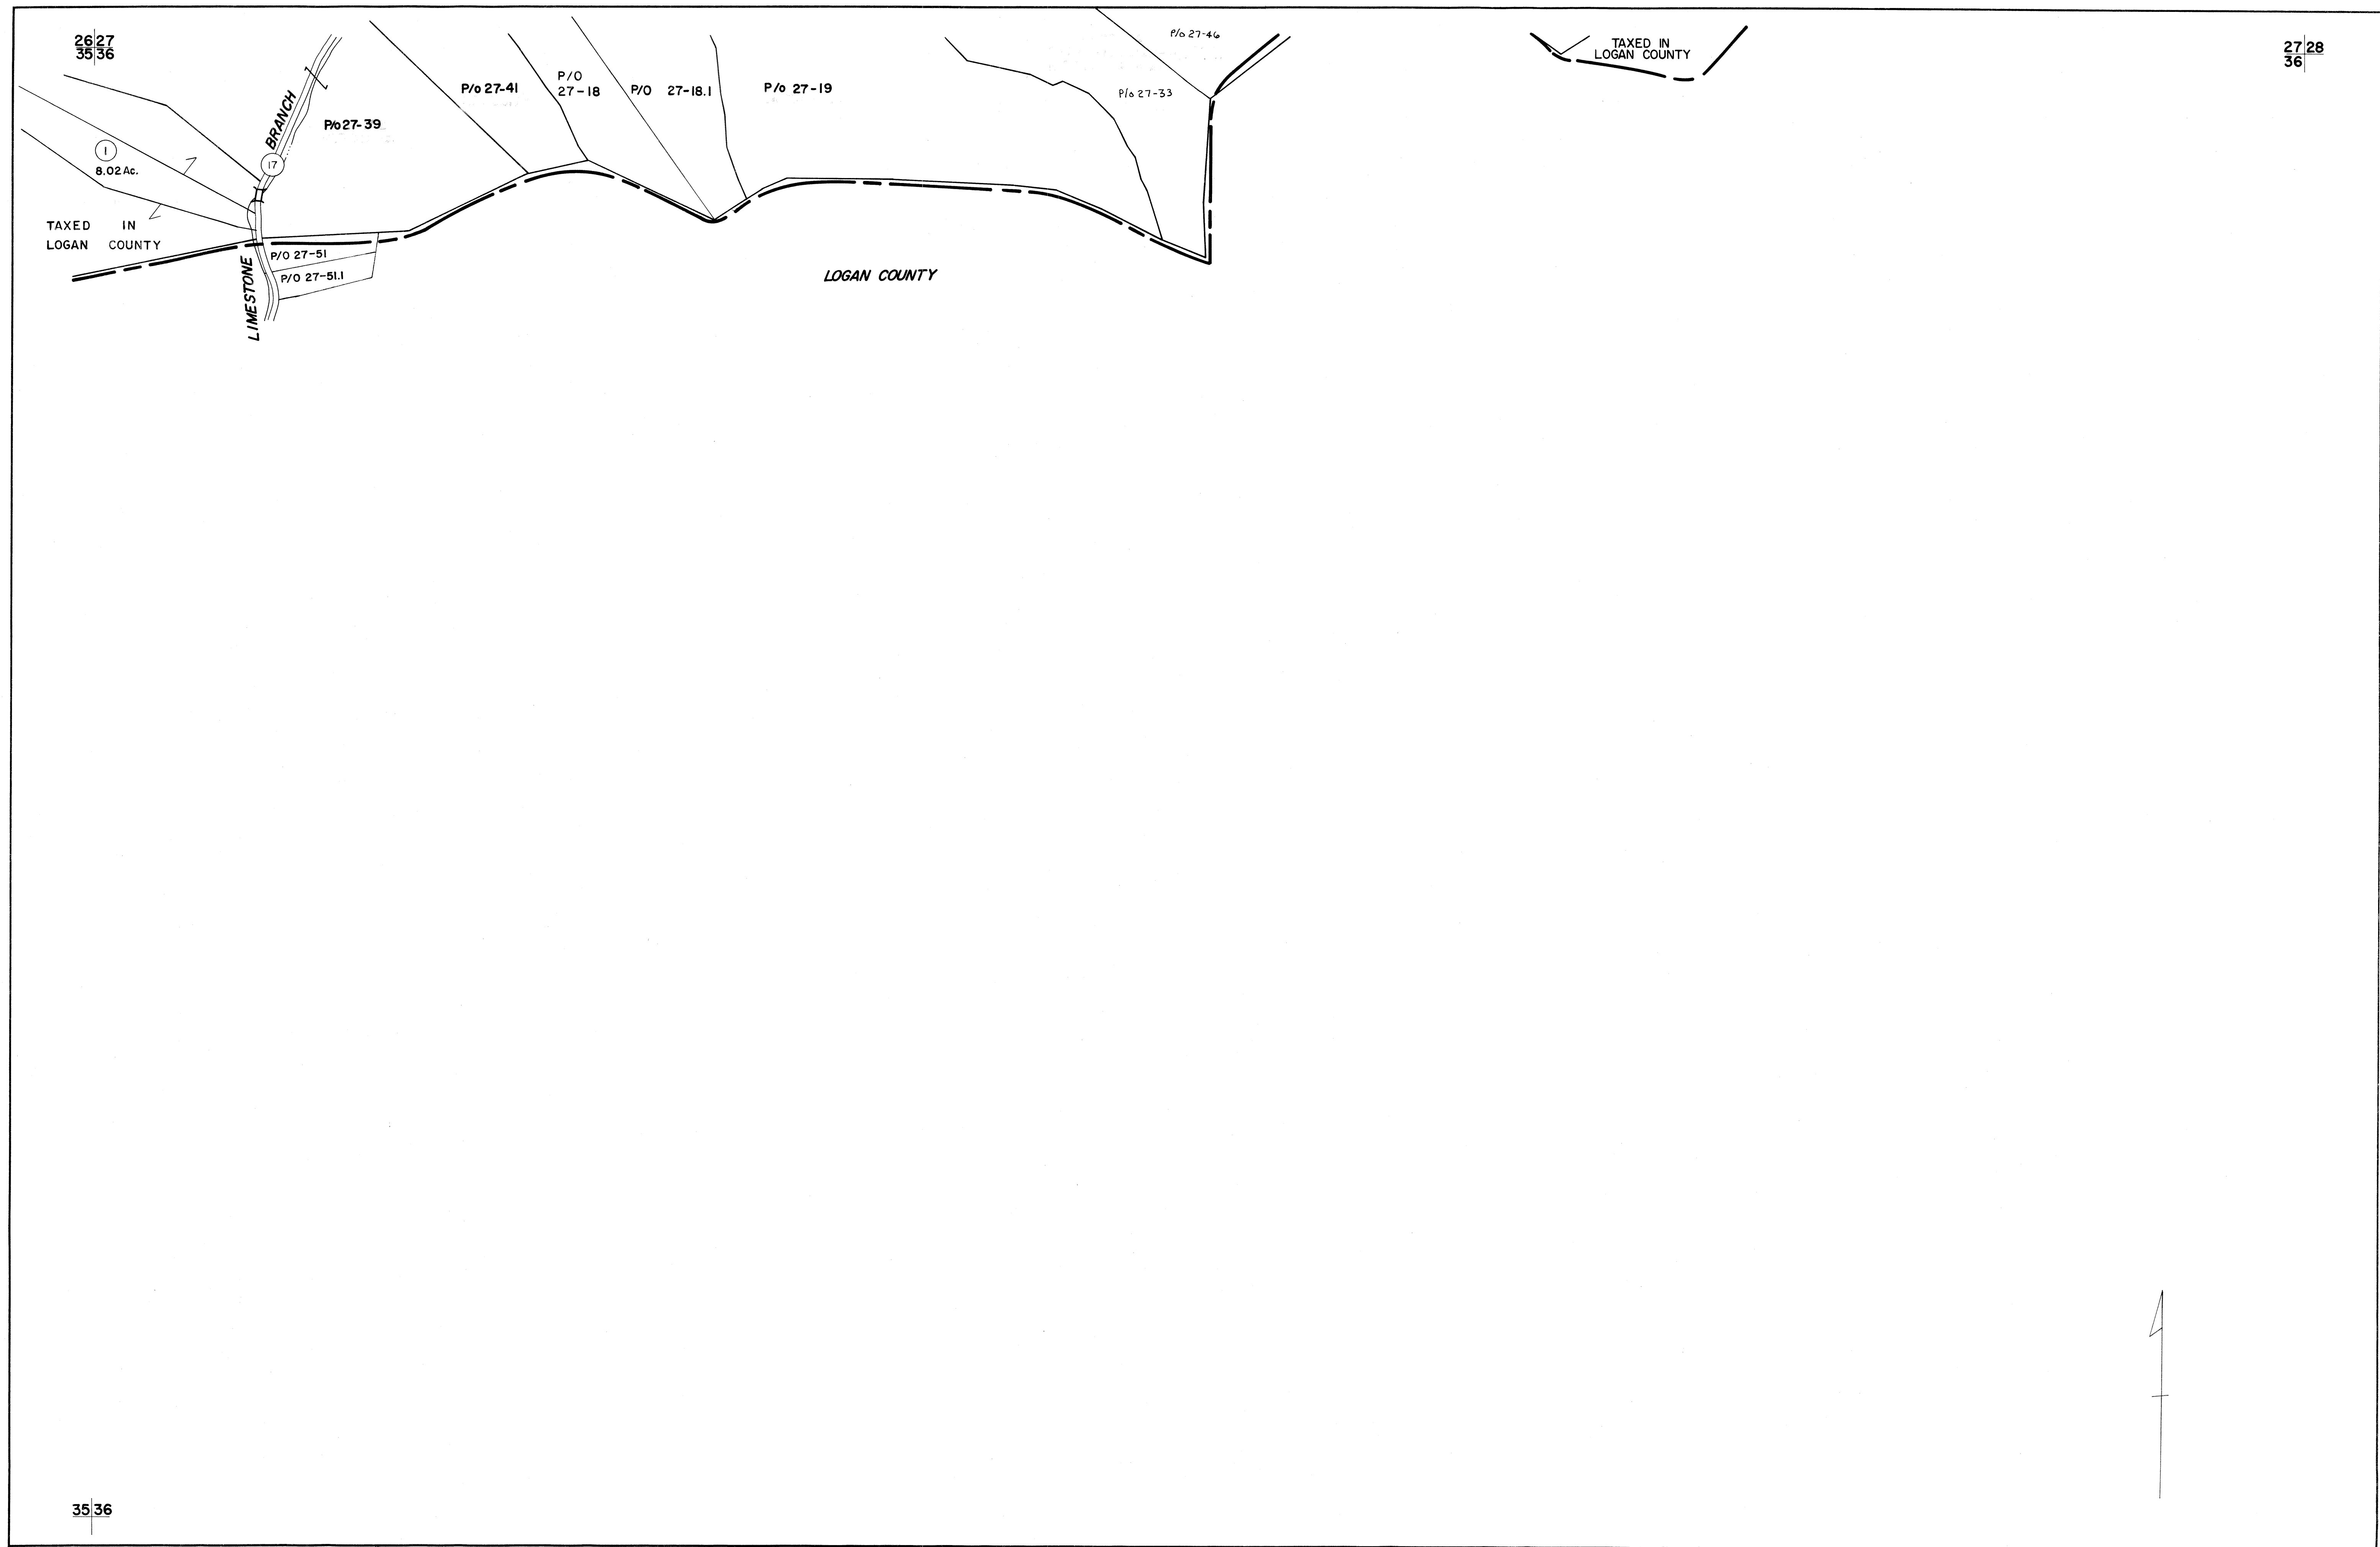 26 27
35 36
P/o 27-46
TAXED IN
LOGAN COUNTY
27 28
36
P/O
27-18
P/o 27-41
P/O 27-18.1
P/o 27-19
P/o 27-33
BRANCH
P/o 27-39
1
8.02 Ac.
17
TAXED IN
LOGAN COUNTY
P/O 27-51
P/O 27-51.1
LIMESTONE
LOGAN COUNTY
35 36